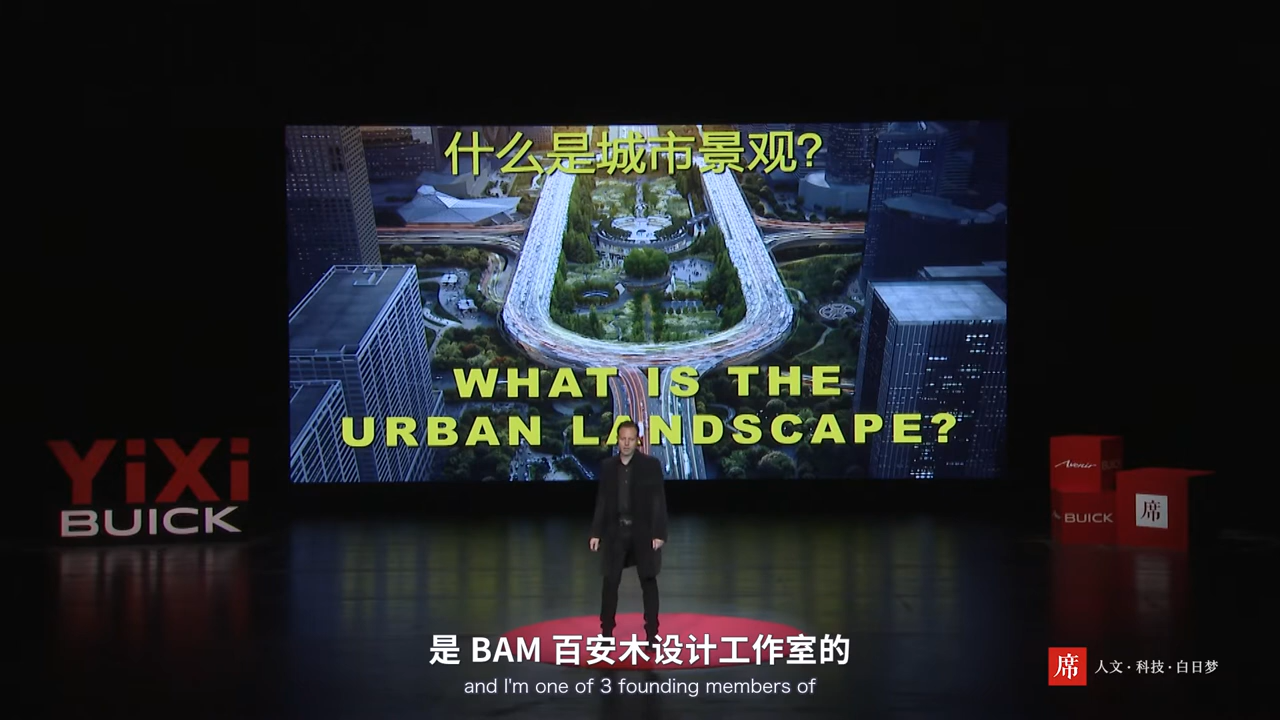 什么是城市景观?
WHAT IS THE
URBAN LANDSCAPE?
YiXi
BUICK
Avenir
BUICK
席
是 BAM 百安木设计工作室的
and I'm one of 3 founding members of
席 人文·科技·白日梦